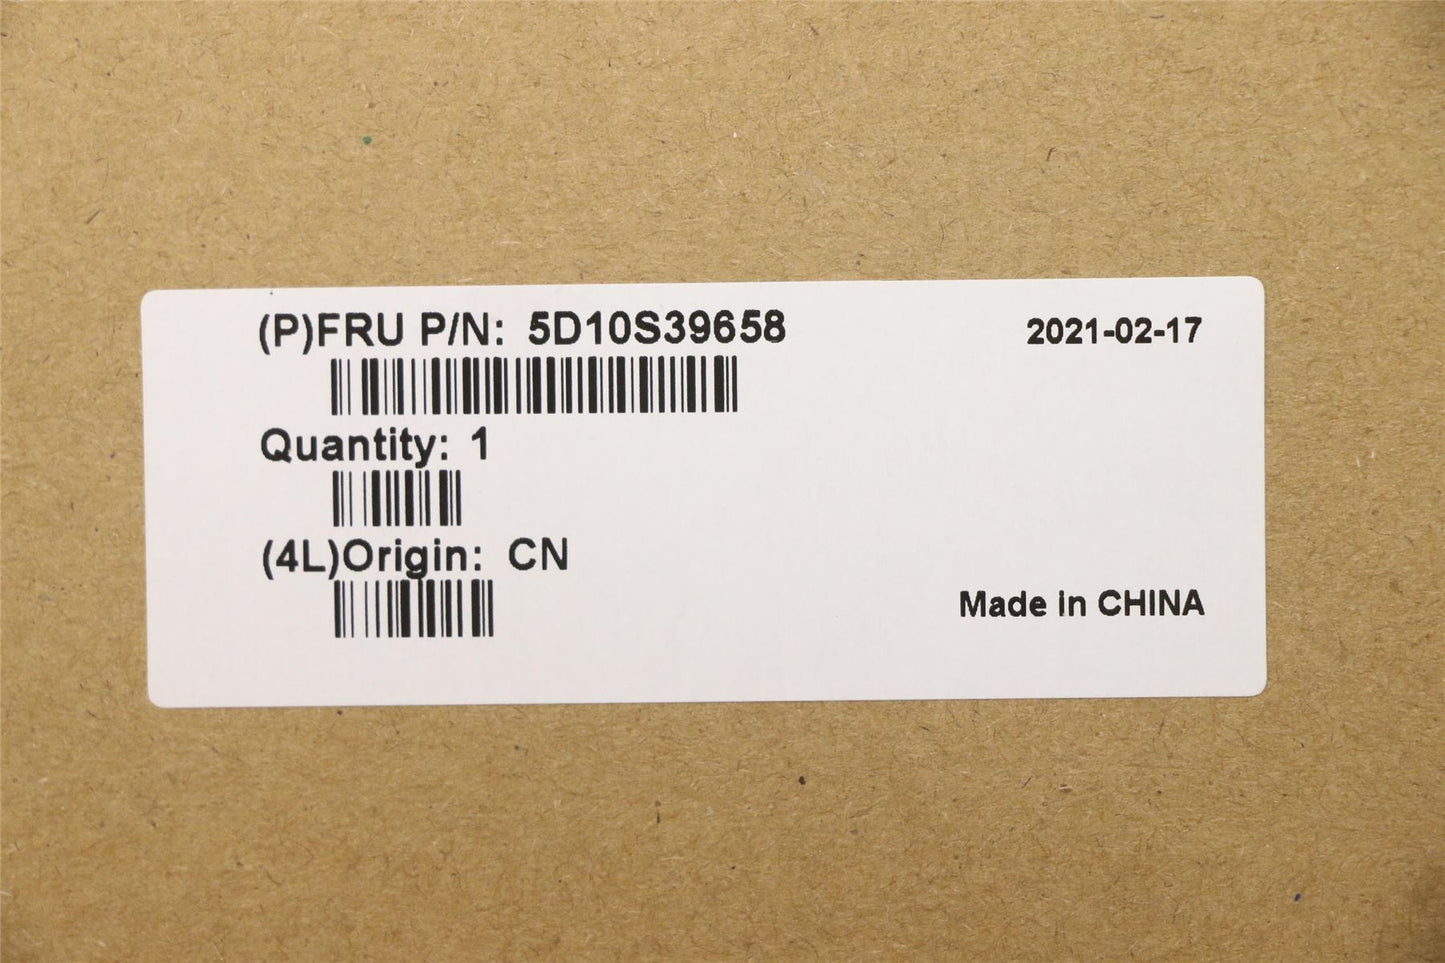 (P)FRU P/N: 5D10S39658
2021-02-17
Quantity: 1
(4L)Origin: CN
Made in CHINA